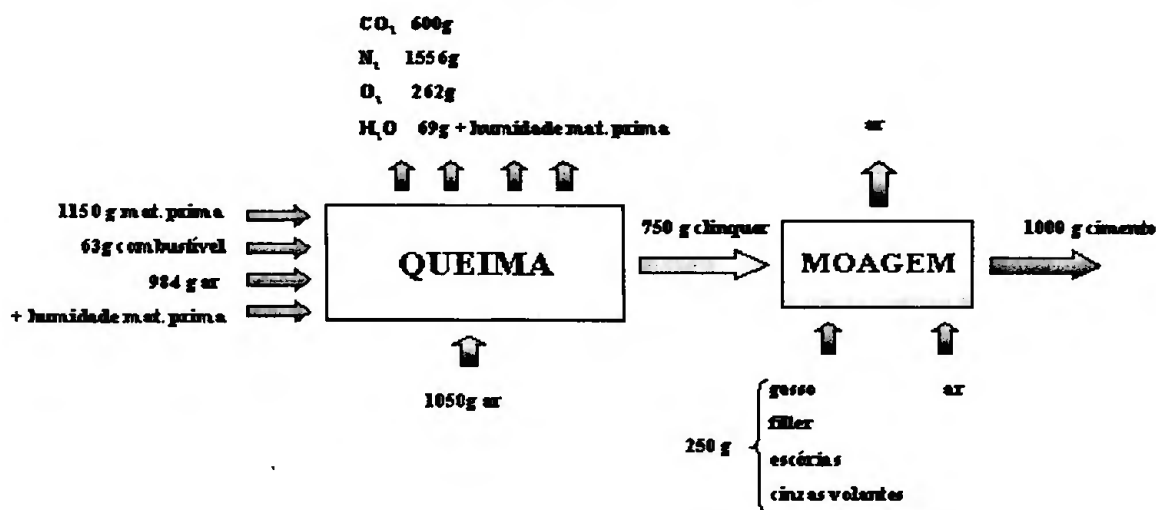 CO₂ 600g
N₂ 1556g
O₂ 262g
H₂O 69g + humidade mat. prima
ar
1150 g mat. prima
63g combustível
984 g ar
+ humidade mat. prima
QUEIMA
750 g clinquer
MOAGEM
1000 g cimento
1050g ar
250 g
gesso
filler
escórias
cinzas volantes
ar